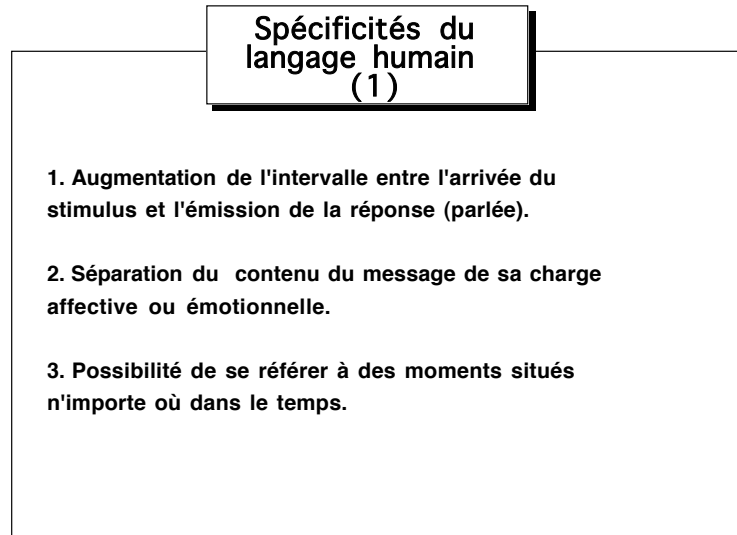 Spécificités du
langage humain
(1)
1. Augmentation de l'intervalle entre l'arrivée du
stimulus et l'émission de la réponse (parlée).
2. Séparation du contenu du message de sa charge
affective ou émotionnelle.
3. Possibilité de se référer à des moments situés
n'importe où dans le temps.